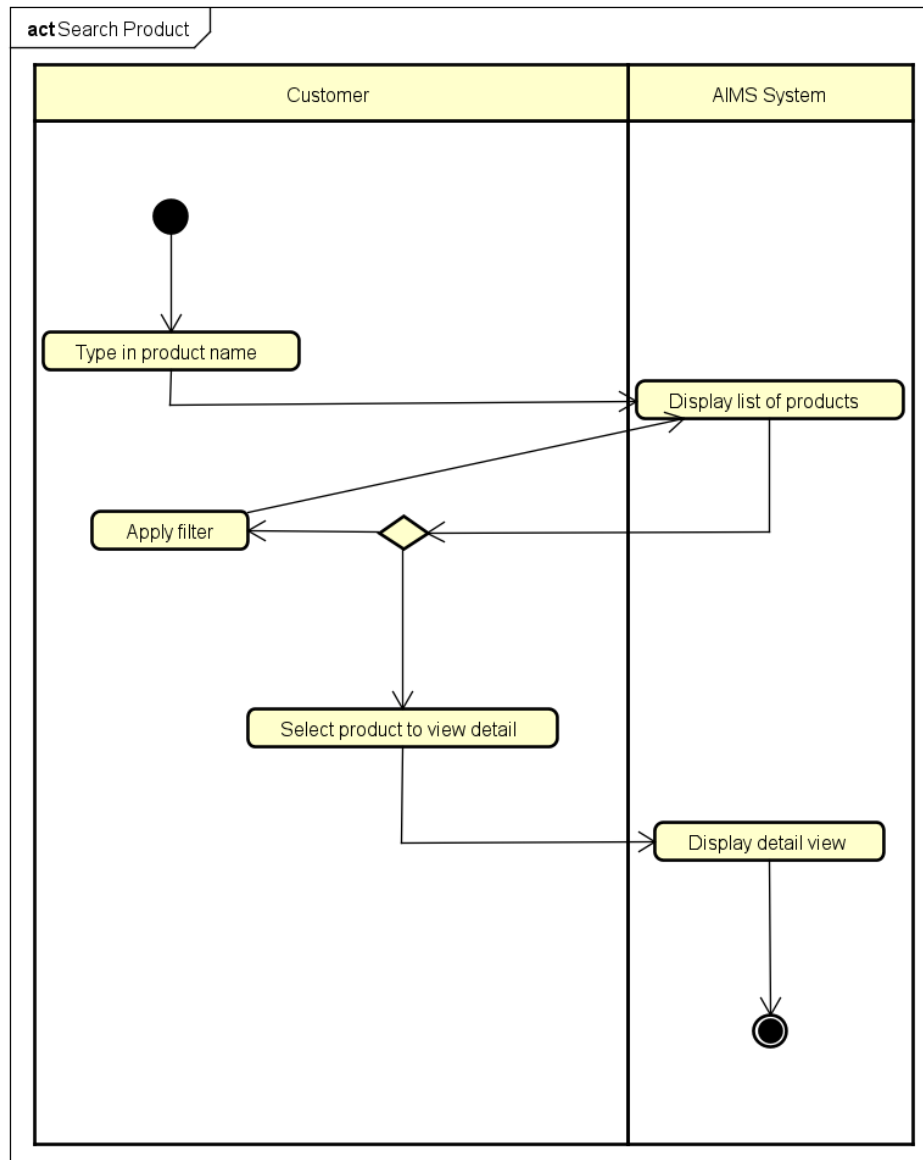 act Search Product
Customer
AIMS System
Type in product name
Display list of products
Apply filter
Select product to view detail
Display detail view